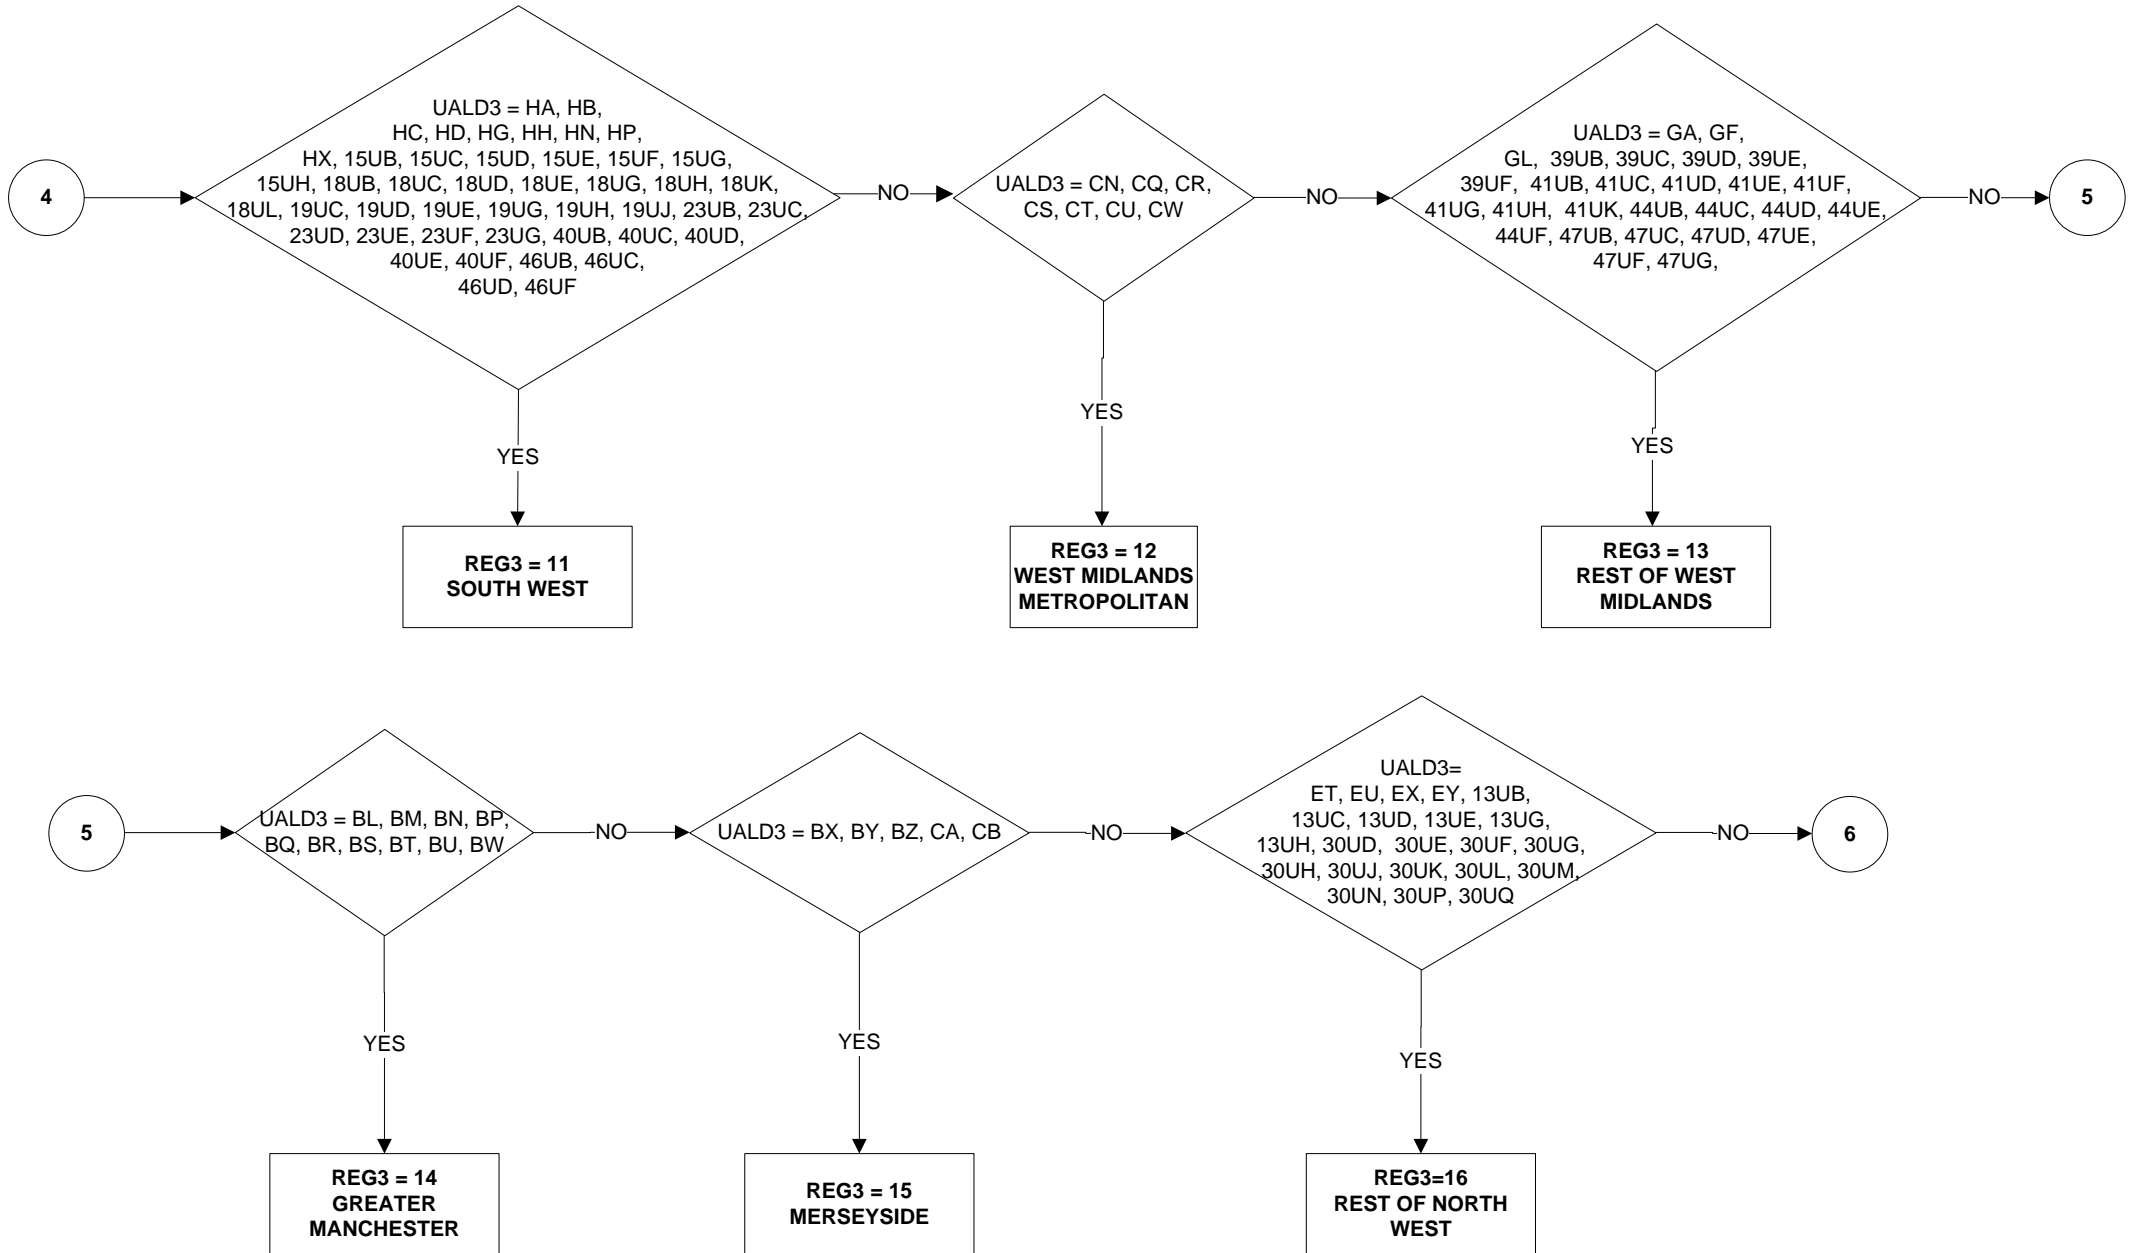 4
UALD3 = HA, HB,
HC, HD, HG, HH, HN, HP,
HX, 15UB, 15UC, 15UD, 15UE, 15UF, 15UG,
15UH, 18UB, 18UC, 18UD, 18UE, 18UG, 18UH, 18UK,
18UL, 19UC, 19UD, 19UE, 19UG, 19UH, 19UJ, 23UB, 23UC,
23UD, 23UE, 23UF, 23UG, 40UB, 40UC, 40UD,
40UE, 40UF, 46UB, 46UC,
46UD, 46UF
NO
UALD3 = CN, CQ, CR,
CS, CT, CU, CW
NO
UALD3 = GA, GF,
GL, 39UB, 39UC, 39UD, 39UE,
39UF, 41UB, 41UC, 41UD, 41UE, 41UF,
41UG, 41UH, 41UK, 44UB, 44UC, 44UD, 44UE,
44UF, 47UB, 47UC, 47UD, 47UE,
47UF, 47UG,
NO
5
YES
YES
YES
REG3 = 11
SOUTH WEST
REG3 = 12
WEST MIDLANDS
METROPOLITAN
REG3 = 13
REST OF WEST
MIDLANDS
5
UALD3 = BL, BM, BN, BP,
BQ, BR, BS, BT, BU, BW
NO
UALD3 = BX, BY, BZ, CA, CB
NO
UALD3=
ET, EU, EX, EY, 13UB,
13UC, 13UD, 13UE, 13UG,
13UH, 30UD, 30UE, 30UF, 30UG,
30UH, 30UJ, 30UK, 30UL, 30UM,
30UN, 30UP, 30UQ
NO
6
YES
YES
YES
REG3 = 14
GREATER
MANCHESTER
REG3 = 15
MERSEYSIDE
REG3=16
REST OF NORTH
WEST